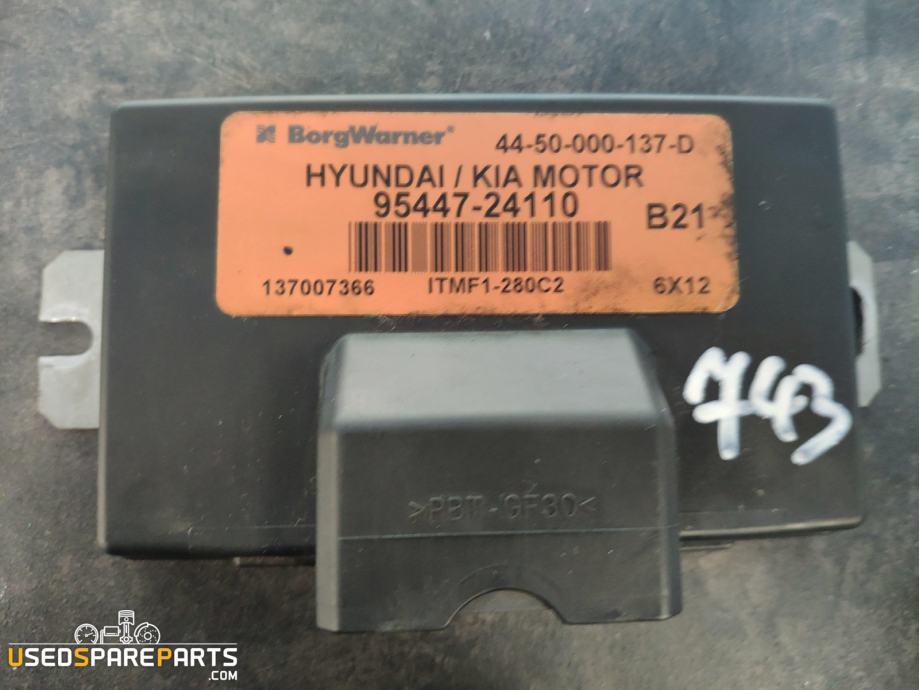 BorgWarner® 44-50-000-137-D
HYUNDAI / KIA MOTOR
95447-24110
B21
137007366 ITMF1-280C2 6X12
743
>PBT-GF30<
USEDSPAREPARTS
.COM